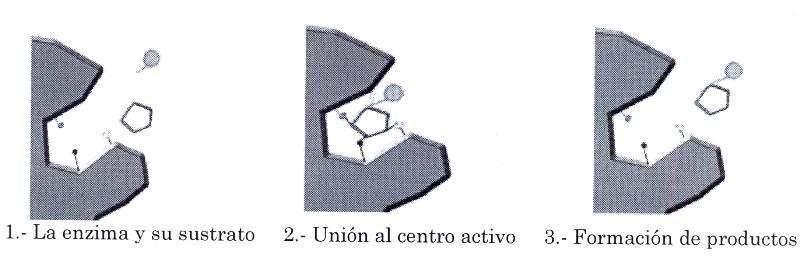 1.- La enzima y su sustrato
2.- Unión al centro activo
3.- Formación de productos